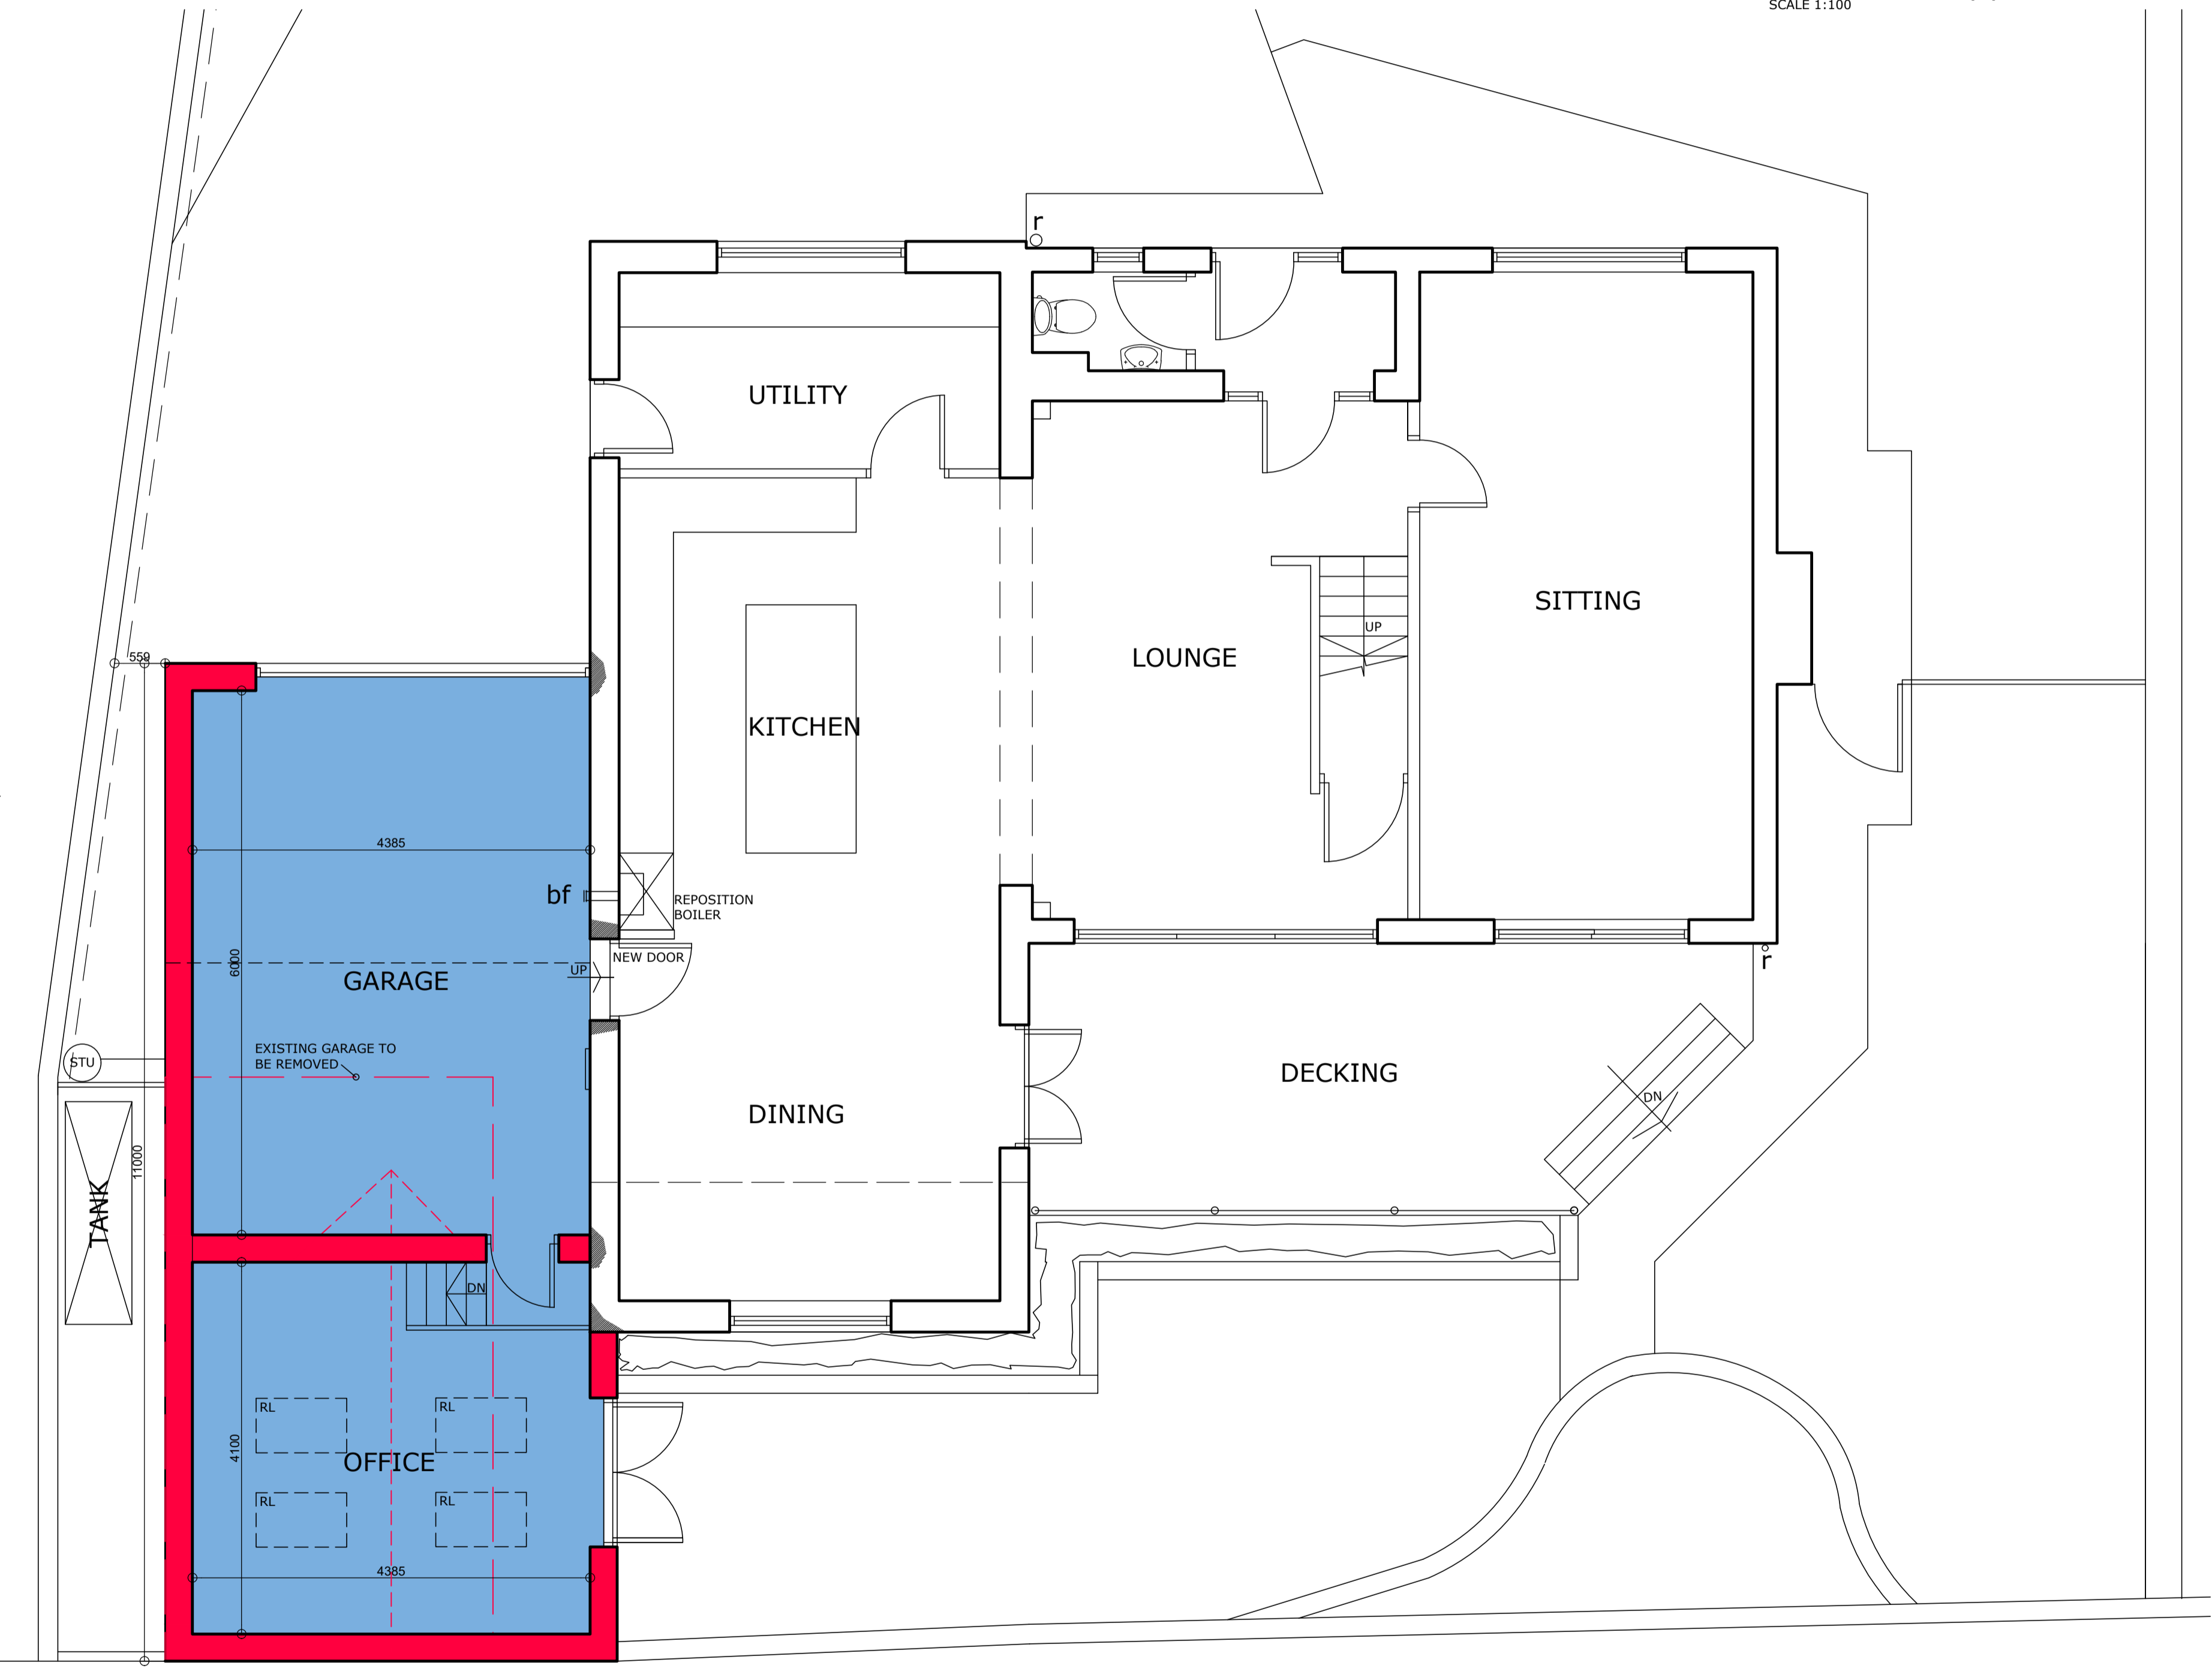 SCALE 1:100
r
UTILITY
SITTING
UP
LOUNGE
559
KITCHEN
4385
bf
REPOSITION
BOILER
NEW DOOR
r
6000
UP
GARAGE
EXISTING GARAGE TO
BE REMOVED
STU
DECKING
DN
DINING
11000
TANK
DN
RL
RL
4100
OFFICE
RL
RL
4385